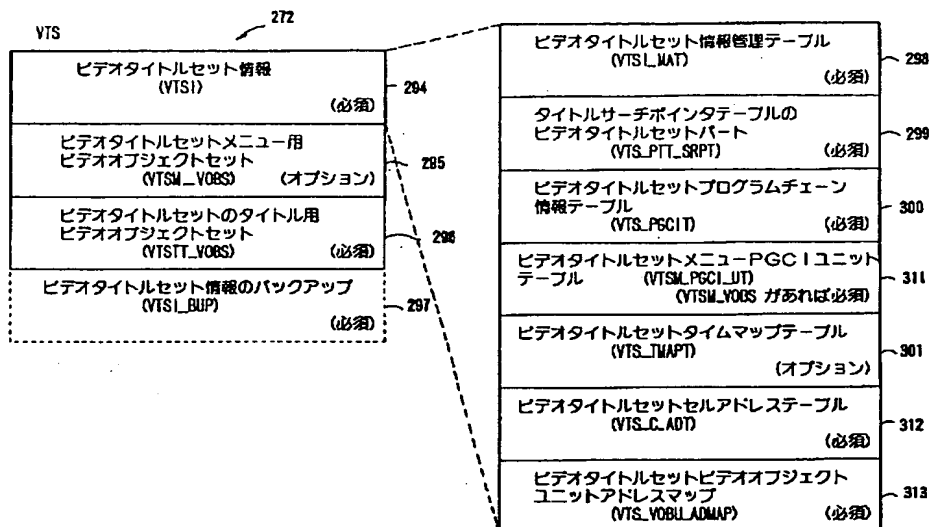 VTS
272
ビデオタイトルセット情報
(VTSI)
(必須)
294
ビデオタイトルセットメニュー用
ビデオオブジェクトセット
(VTSM_VOBS) (オプション)
295
ビデオタイトルセットのタイトル用
ビデオオブジェクトセット
(VTSTT_VOBS) (必須)
296
ビデオタイトルセット情報のバックアップ
(VTSI_BUP)
(必須)
297
ビデオタイトルセット情報管理テーブル
(VTSI_MAT)
(必須)
298
タイトルサーチポインタテーブルの
ビデオタイトルセットパート
(VTS_PTT_SRPT) (必須)
299
ビデオタイトルセットプログラムチェーン
情報テーブル
(VTS_PGCIT) (必須)
300
ビデオタイトルセットメニューPGCIユニット
テーブル (VTSM_PGCI_UT)
(VTSM_VOBS があれば必須)
311
ビデオタイトルセットタイムマップテーブル
(VTS_TMAPT)
(オプション)
301
ビデオタイトルセットセルアドレステーブル
(VTS_C_ADT)
(必須)
312
ビデオタイトルセットビデオオブジェクト
ユニットアドレスマップ
(VTS_VOBU_ADMAP) (必須)
313